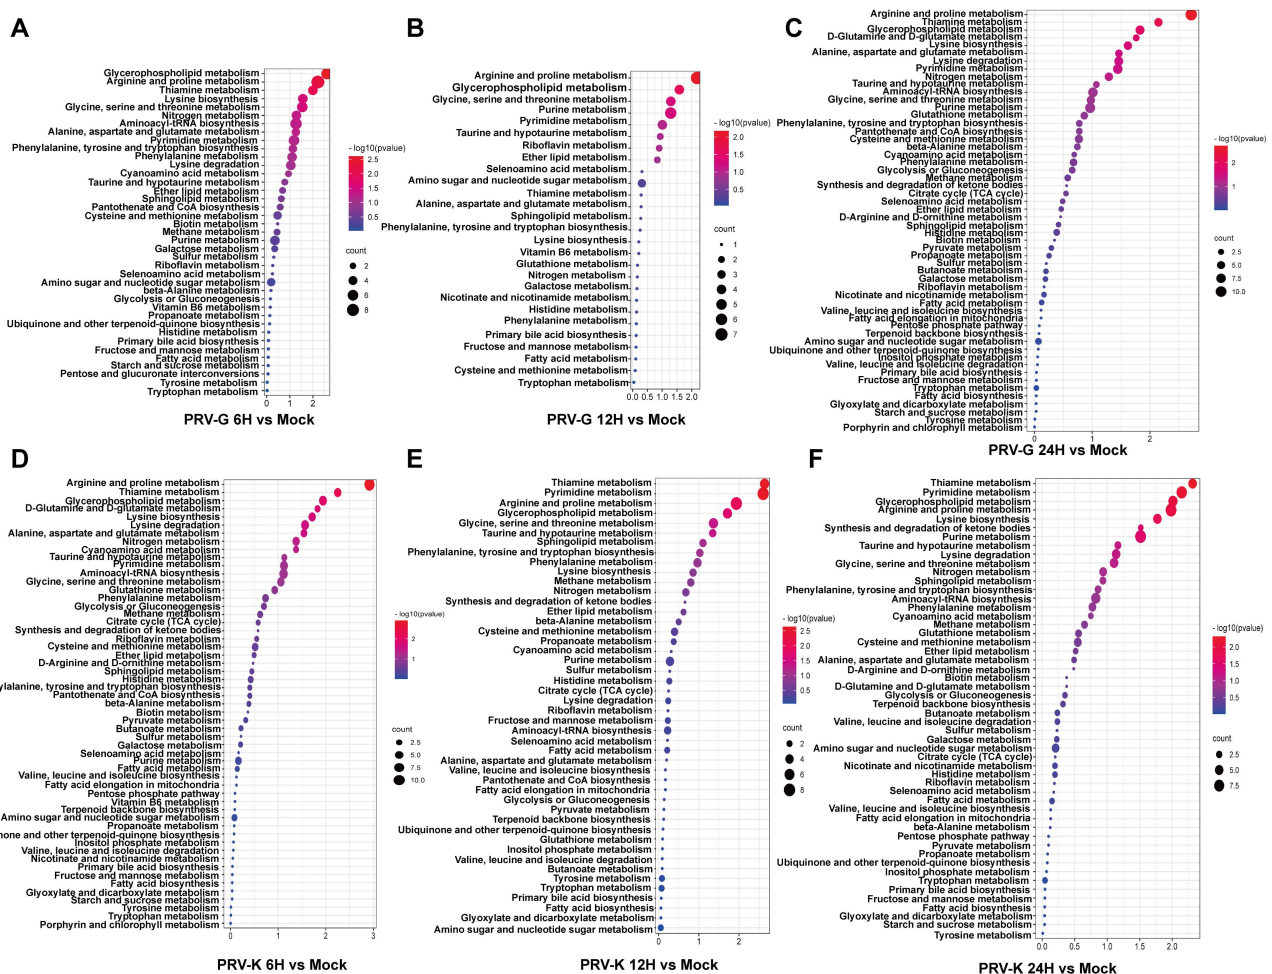 A
Glycerophospholipid metabolism
Arginine and proline metabolism
Thiamine metabolism
Lysine biosynthesis
Glycine, serine and threonine metabolism
Nitrogen metabolism
Aminoacyl-tRNA biosynthesis
Alanine, aspartate and glutamate metabolism
Pyrimidine metabolism
Phenylalanine, tyrosine and tryptophan biosynthesis
Phenylalanine metabolism
Lysine degradation
Cyanoamino acid metabolism
Taurine and hypotaurine metabolism
Ether lipid metabolism
Sphingolipid metabolism
Pantothenate and CoA biosynthesis
Cysteine and methionine metabolism
Biotin metabolism
Methane metabolism
Purine metabolism
Galactose metabolism
Sulfur metabolism
Riboflavin metabolism
Selenoamino acid metabolism
Amino sugar and nucleotide sugar metabolism
beta-Alanine metabolism
Glycolysis or Gluconeogenesis
Vitamin B6 metabolism
Propanoate metabolism
Ubiquinone and other terpenoid-quinone biosynthesis
Histidine metabolism
Primary bile acid biosynthesis
Fructose and mannose metabolism
Fatty acid metabolism
Starch and sucrose metabolism
Pentose and glucuronate interconversions
Tyrosine metabolism
Tryptophan metabolism
0 1 2
- log10(pvalue)
2.5
2.0
1.5
1.0
0.5
count
2
4
6
8
PRV-G 6H vs Mock
B
Arginine and proline metabolism
Glycerophospholipid metabolism
Glycine, serine and threonine metabolism
Purine metabolism
Pyrimidine metabolism
Taurine and hypotaurine metabolism
Riboflavin metabolism
Ether lipid metabolism
Selenoamino acid metabolism
Amino sugar and nucleotide sugar metabolism
Thiamine metabolism
Alanine, aspartate and glutamate metabolism
Sphingolipid metabolism
Phenylalanine, tyrosine and tryptophan biosynthesis
Lysine biosynthesis
Vitamin B6 metabolism
Glutathione metabolism
Nitrogen metabolism
Galactose metabolism
Nicotinate and nicotinamide metabolism
Histidine metabolism
Phenylalanine metabolism
Primary bile acid biosynthesis
Fructose and mannose metabolism
Fatty acid metabolism
Cysteine and methionine metabolism
Tryptophan metabolism
0.0 0.5 1.0 1.5 2.0
- log10(pvalue)
2.0
1.5
1.0
0.5
count
1
2
3
4
5
6
7
PRV-G 12H vs Mock
C
Arginine and proline metabolism
Thiamine metabolism
Glycerophospholipid metabolism
D-Glutamine and D-glutamate metabolism
Lysine biosynthesis
Alanine, aspartate and glutamate metabolism
Lysine degradation
Pyrimidine metabolism
Nitrogen metabolism
Taurine and hypotaurine metabolism
Aminoacyl-tRNA biosynthesis
Glycine, serine and threonine metabolism
Purine metabolism
Glutathione metabolism
Phenylalanine, tyrosine and tryptophan biosynthesis
Pantothenate and CoA biosynthesis
Cysteine and methionine metabolism
beta-Alanine metabolism
Cyanoamino acid metabolism
Phenylalanine metabolism
Glycolysis or Gluconeogenesis
Methane metabolism
Synthesis and degradation of ketone bodies
Citrate cycle (TCA cycle)
Selenoamino acid metabolism
Ether lipid metabolism
D-Arginine and D-ornithine metabolism
Sphingolipid metabolism
Histidine metabolism
Biotin metabolism
Pyruvate metabolism
Propanoate metabolism
Sulfur metabolism
Butanoate metabolism
Galactose metabolism
Riboflavin metabolism
Nicotinate and nicotinamide metabolism
Fatty acid metabolism
Valine, leucine and isoleucine biosynthesis
Fatty acid elongation in mitochondria
Pentose phosphate pathway
Terpenoid backbone biosynthesis
Amino sugar and nucleotide sugar metabolism
Ubiquinone and other terpenoid-quinone biosynthesis
Inositol phosphate metabolism
Valine, leucine and isoleucine degradation
Primary bile acid biosynthesis
Fructose and mannose metabolism
Tryptophan metabolism
Fatty acid biosynthesis
Glyoxylate and dicarboxylate metabolism
Starch and sucrose metabolism
Tyrosine metabolism
Porphyrin and chlorophyll metabolism
0 1 2
- log10(pvalue)
2
1
count
2.5
5.0
7.5
10.0
PRV-G 24H vs Mock
D
Arginine and proline metabolism
Thiamine metabolism
Glycerophospholipid metabolism
D-Glutamine and D-glutamate metabolism
Lysine biosynthesis
Lysine degradation
Alanine, aspartate and glutamate metabolism
Nitrogen metabolism
Cyanoamino acid metabolism
Taurine and hypotaurine metabolism
Pyrimidine metabolism
Aminoacyl-tRNA biosynthesis
Glycine, serine and threonine metabolism
Glutathione metabolism
Phenylalanine metabolism
Glycolysis or Gluconeogenesis
Methane metabolism
Citrate cycle (TCA cycle)
Synthesis and degradation of ketone bodies
Riboflavin metabolism
Cysteine and methionine metabolism
Ether lipid metabolism
D-Arginine and D-ornithine metabolism
Sphingolipid metabolism
Histidine metabolism
ylalanine, tyrosine and tryptophan biosynthesis
Pantothenate and CoA biosynthesis
beta-Alanine metabolism
Biotin metabolism
Pyruvate metabolism
Butanoate metabolism
Sulfur metabolism
Galactose metabolism
Selenoamino acid metabolism
Purine metabolism
Fatty acid metabolism
Valine, leucine and isoleucine biosynthesis
Fatty acid elongation in mitochondria
Pentose phosphate pathway
Vitamin B6 metabolism
Terpenoid backbone biosynthesis
Amino sugar and nucleotide sugar metabolism
Propanoate metabolism
none and other terpenoid-quinone biosynthesis
Inositol phosphate metabolism
Valine, leucine and isoleucine degradation
Nicotinate and nicotinamide metabolism
Primary bile acid biosynthesis
Fructose and mannose metabolism
Fatty acid biosynthesis
Glyoxylate and dicarboxylate metabolism
Starch and sucrose metabolism
Tyrosine metabolism
Tryptophan metabolism
Porphyrin and chlorophyll metabolism
0 1 2 3
- log10(pvalue)
2
1
count
2.5
5.0
7.5
10.0
PRV-K 6H vs Mock
E
Thiamine metabolism
Pyrimidine metabolism
Arginine and proline metabolism
Glycerophospholipid metabolism
Glycine, serine and threonine metabolism
Taurine and hypotaurine metabolism
Sphingolipid metabolism
Phenylalanine, tyrosine and tryptophan biosynthesis
Phenylalanine metabolism
Lysine biosynthesis
Methane metabolism
Nitrogen metabolism
Synthesis and degradation of ketone bodies
Ether lipid metabolism
beta-Alanine metabolism
Cysteine and methionine metabolism
Propanoate metabolism
Cyanoamino acid metabolism
Purine metabolism
Sulfur metabolism
Histidine metabolism
Citrate cycle (TCA cycle)
Lysine degradation
Riboflavin metabolism
Fructose and mannose metabolism
Aminoacyl-tRNA biosynthesis
Selenoamino acid metabolism
Fatty acid metabolism
Alanine, aspartate and glutamate metabolism
Valine, leucine and isoleucine biosynthesis
Pantothenate and CoA biosynthesis
Fatty acid elongation in mitochondria
Glycolysis or Gluconeogenesis
Pyruvate metabolism
Terpenoid backbone biosynthesis
Ubiquinone and other terpenoid-quinone biosynthesis
Glutathione metabolism
Inositol phosphate metabolism
Valine, leucine and isoleucine degradation
Butanoate metabolism
Tyrosine metabolism
Tryptophan metabolism
Primary bile acid biosynthesis
Fatty acid biosynthesis
Glyoxylate and dicarboxylate metabolism
Amino sugar and nucleotide sugar metabolism
0 1 2
- log10(pvalue)
2.5
2.0
1.5
1.0
0.5
count
2
4
6
8
PRV-K 12H vs Mock
F
Thiamine metabolism
Pyrimidine metabolism
Glycerophospholipid metabolism
Arginine and proline metabolism
Lysine biosynthesis
Synthesis and degradation of ketone bodies
Purine metabolism
Taurine and hypotaurine metabolism
Lysine degradation
Glycine, serine and threonine metabolism
Nitrogen metabolism
Sphingolipid metabolism
Phenylalanine, tyrosine and tryptophan biosynthesis
Aminoacyl-tRNA biosynthesis
Phenylalanine metabolism
Cyanoamino acid metabolism
Methane metabolism
Glutathione metabolism
Cysteine and methionine metabolism
Ether lipid metabolism
Alanine, aspartate and glutamate metabolism
D-Arginine and D-ornithine metabolism
Biotin metabolism
D-Glutamine and D-glutamate metabolism
Glycolysis or Gluconeogenesis
Terpenoid backbone biosynthesis
Butanoate metabolism
Valine, leucine and isoleucine degradation
Sulfur metabolism
Galactose metabolism
Amino sugar and nucleotide sugar metabolism
Citrate cycle (TCA cycle)
Nicotinate and nicotinamide metabolism
Histidine metabolism
Riboflavin metabolism
Selenoamino acid metabolism
Fatty acid metabolism
Valine, leucine and isoleucine biosynthesis
Fatty acid elongation in mitochondria
beta-Alanine metabolism
Pentose phosphate pathway
Pyruvate metabolism
Propanoate metabolism
Ubiquinone and other terpenoid-quinone biosynthesis
Inositol phosphate metabolism
Tryptophan metabolism
Primary bile acid biosynthesis
Fructose and mannose metabolism
Fatty acid biosynthesis
Glyoxylate and dicarboxylate metabolism
Starch and sucrose metabolism
Tyrosine metabolism
0.0 0.5 1.0 1.5 2.0
- log10(pvalue)
2.0
1.5
1.0
0.5
count
2.5
5.0
7.5
PRV-K 24H vs Mock